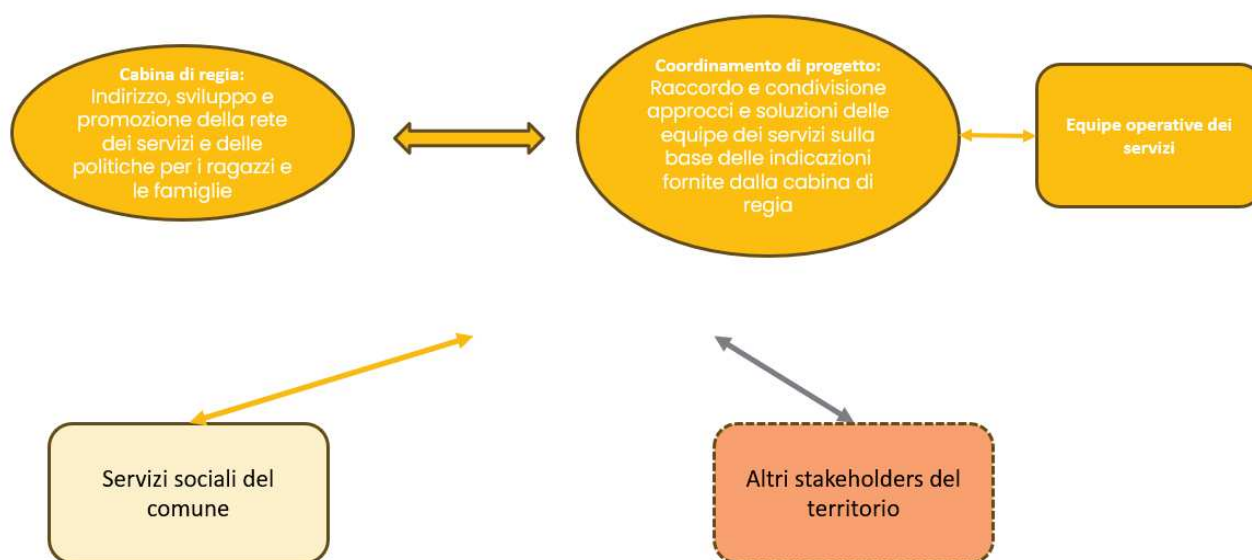 Cabina di regia:
Indirizzo, sviluppo e
promozione della rete
dei servizi e delle
politiche per i ragazzi e
le famiglie
Coordinamento di progetto:
Raccordo e condivisione
approcci e soluzioni delle
equipe dei servizi sulla
base delle indicazioni
fornite dalla cabina di
regia
Equipe operative dei
servizi
Servizi sociali del
comune
Altri stakeholders del
territorio